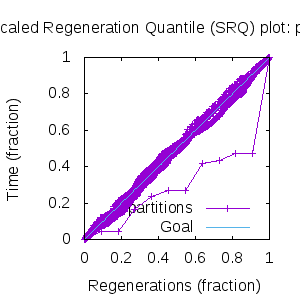 caled Regeneration Quantile (SRQ) plot: p
1
0.8
0.6
0.4
0.2
0
0
0.2
0.4
0.6
0.8
1
Time (fraction)
partitions
Goal
Regenerations (fraction)